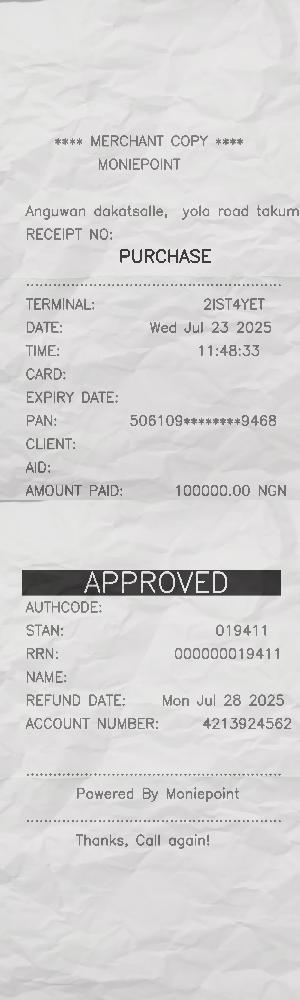 **** MERCHANT COPY ****
MONIEPOINT
Anguwan dakatsalle, yola road takum
RECEIPT NO:
PURCHASE
TERMINAL: 2IST4YET
DATE: Wed Jul 23 2025
TIME: 11:48:33
CARD:
EXPIRY DATE:
PAN: 506109********9468
CLIENT:
AID:
AMOUNT PAID: 100000.00 NGN
APPROVED
AUTHCODE:
STAN: 019411
RRN: 000000019411
NAME:
REFUND DATE: Mon Jul 28 2025
ACCOUNT NUMBER: 4213924562
Powered By Moniepoint
Thanks, Call again!